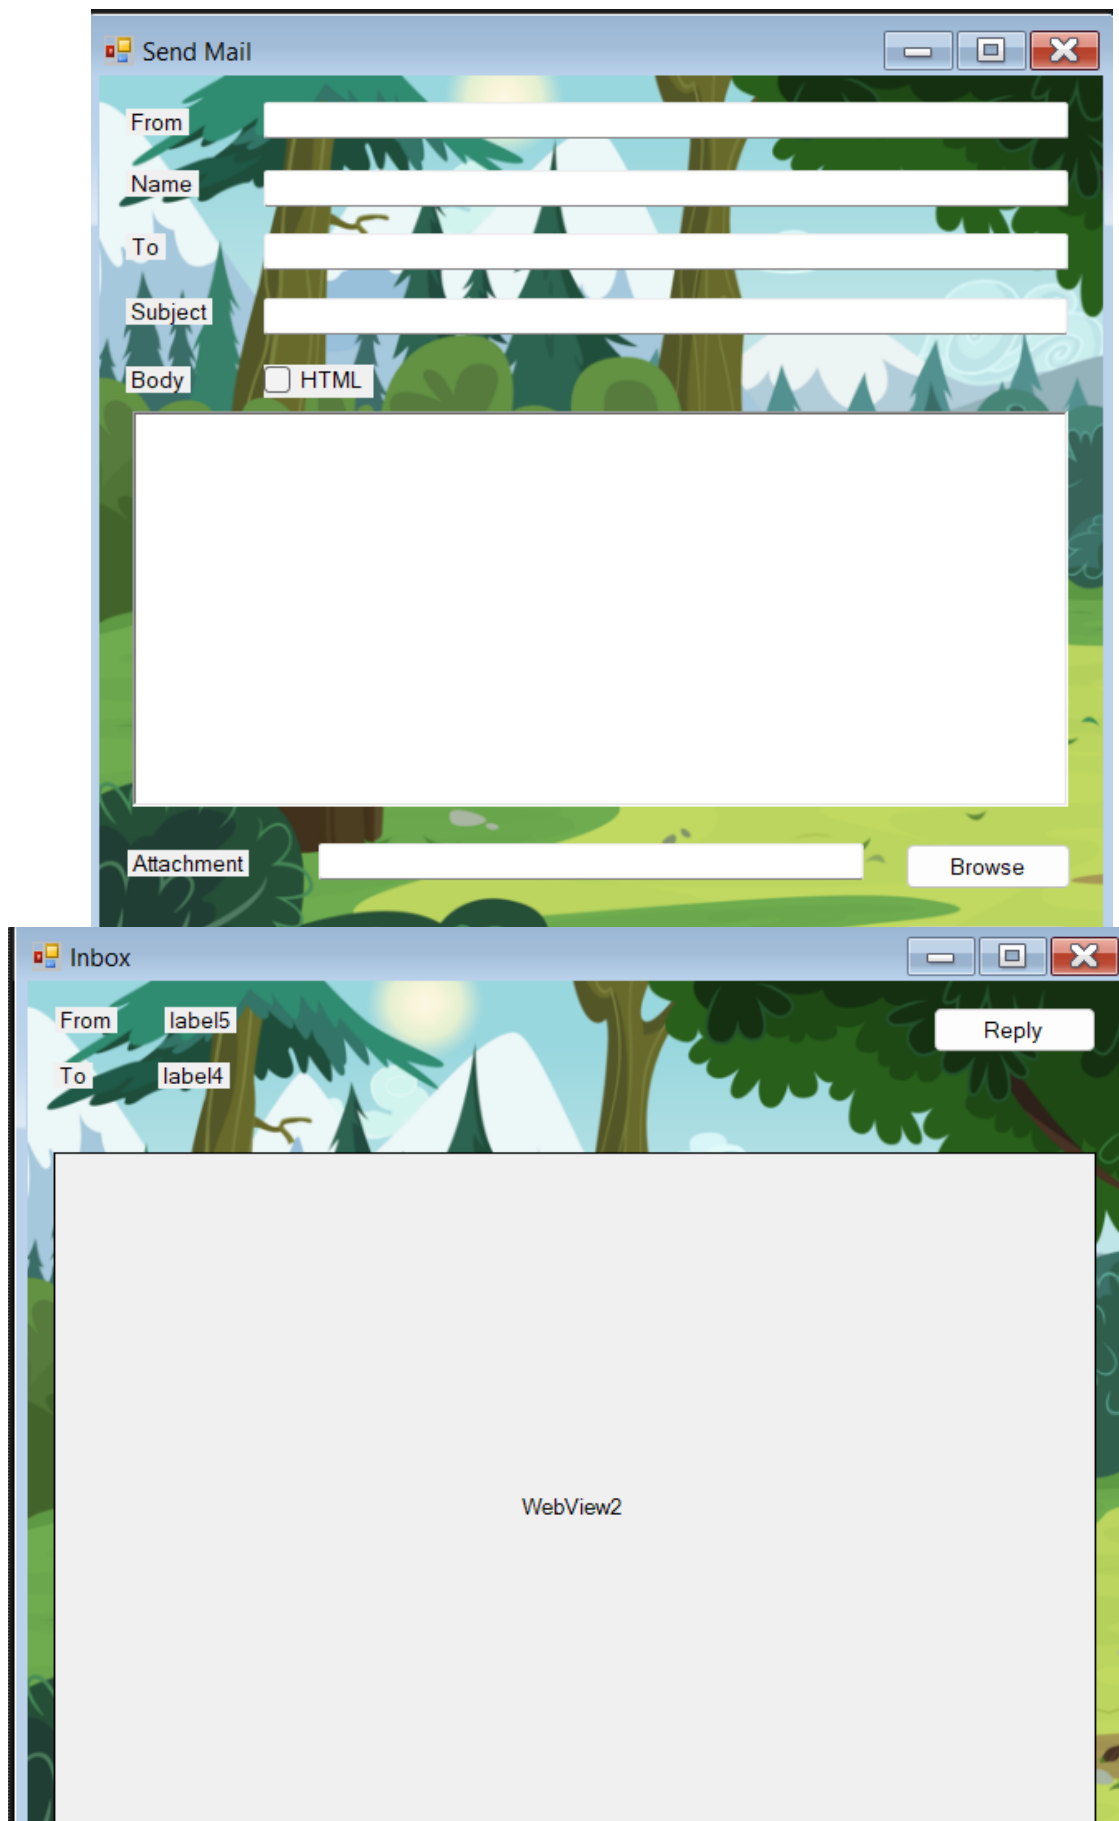 Send Mail
From
Name
To
Subject
Body HTML
Attachment Browse
Inbox
From label5 Reply
To label4
WebView2